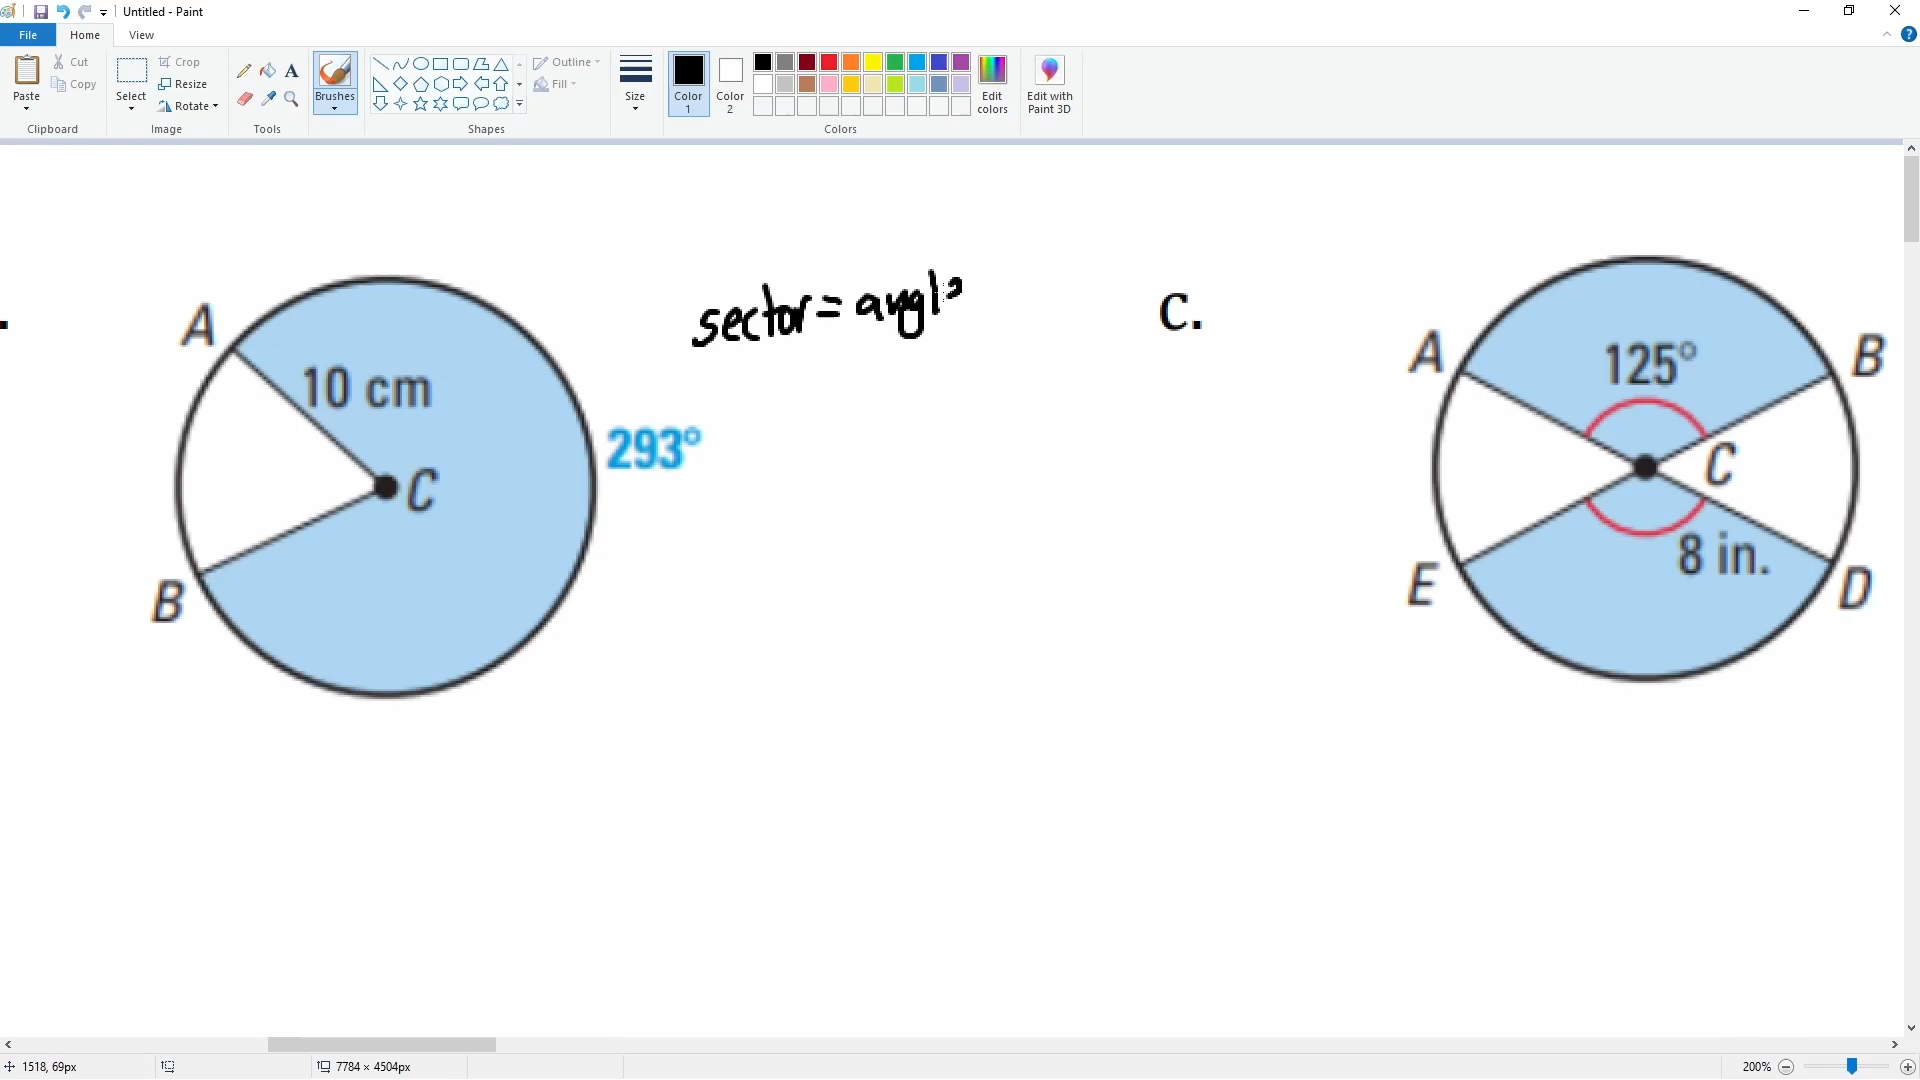 Untitled - Paint
File Home View
Paste
Cut
Copy
Clipboard
Select
Crop
Resize
Rotate
Image
Tools
Brushes
Shapes
Outline
Fill
Size
Color 1
Color 2
Colors
Edit colors
Edit with Paint 3D
A
10 cm
C
B
293°
sector =
C.
A
125°
B
C
E
8 in.
D
1518, 69px
7784 × 4504px
200%